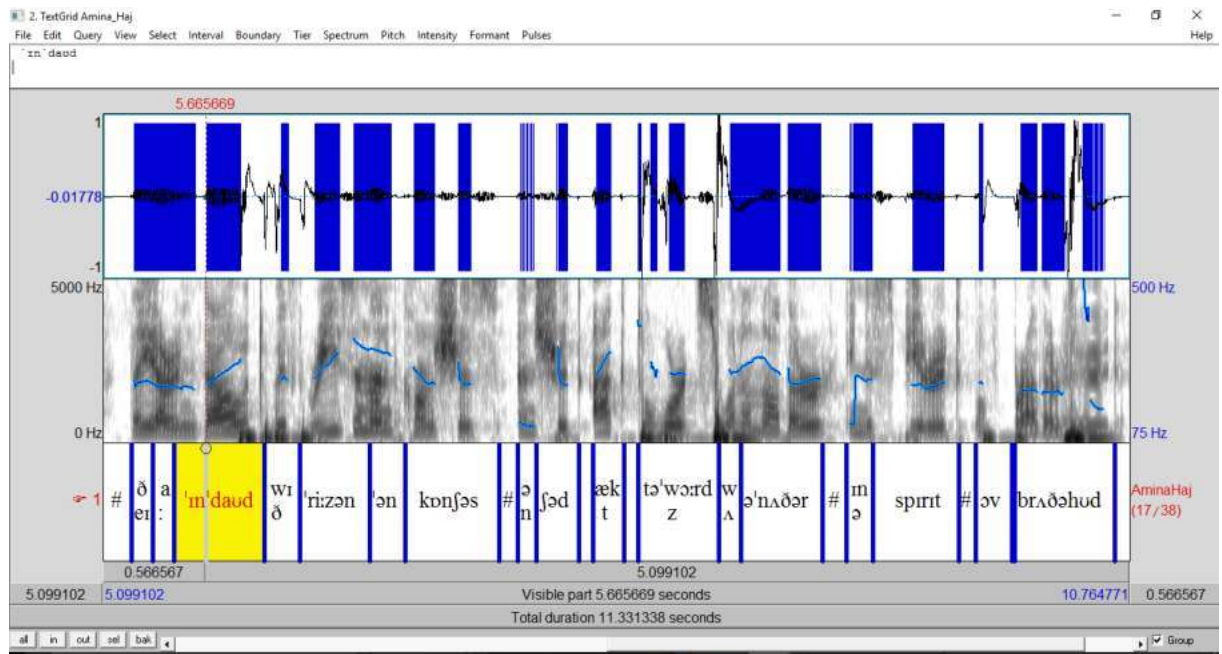 2. TextGrid Amina_Haj
File Edit Query View Select Interval Boundary Tier Spectrum Pitch Intensity Formant Pulses
Help
ˈɪnˈdaʊd
5.665669
1
-0.01778
-1
5000 Hz
500 Hz
0 Hz
75 Hz
☞ 1
# ð a ˈɪnˈdaʊd wɪ ˈriːzən ˈən kɒnʃəs # ə ʃəd æk təˈwɔːrd w əˈnʌðər # ɪn spɪrɪt # əv brʌðəhʊd
eɪ ː ð n t z ʌ ə
AminaHaj
(17/38)
0.566567 5.099102
5.099102 5.099102 Visible part 5.665669 seconds 10.764771 0.566567
Total duration 11.331338 seconds
all in out sel bak Group